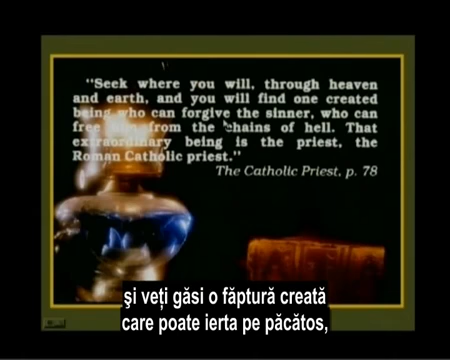 "Seek where you will, through heaven
and earth, and you will find one created
being who can forgive the sinner, who can
free him from the chains of hell. That
extraordinary being is the priest, the
Roman Catholic priest."
The Catholic Priest, p. 78
şi veţi găsi o făptură creată
care poate ierta pe păcătos,